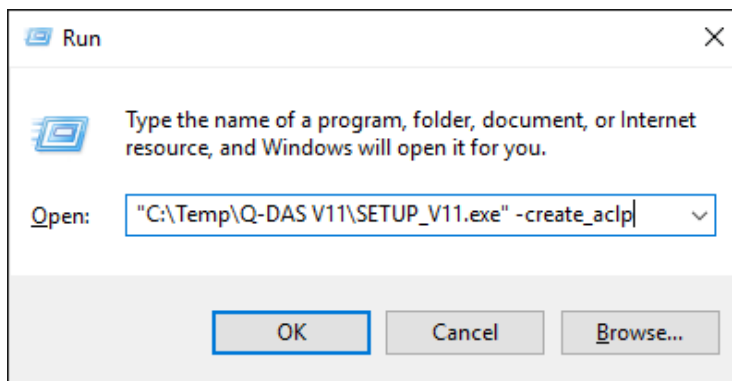 Run
Type the name of a program, folder, document, or Internet
resource, and Windows will open it for you.
Open: "C:\Temp\Q-DAS V11\SETUP_V11.exe" -create_aclp
OK Cancel Browse...